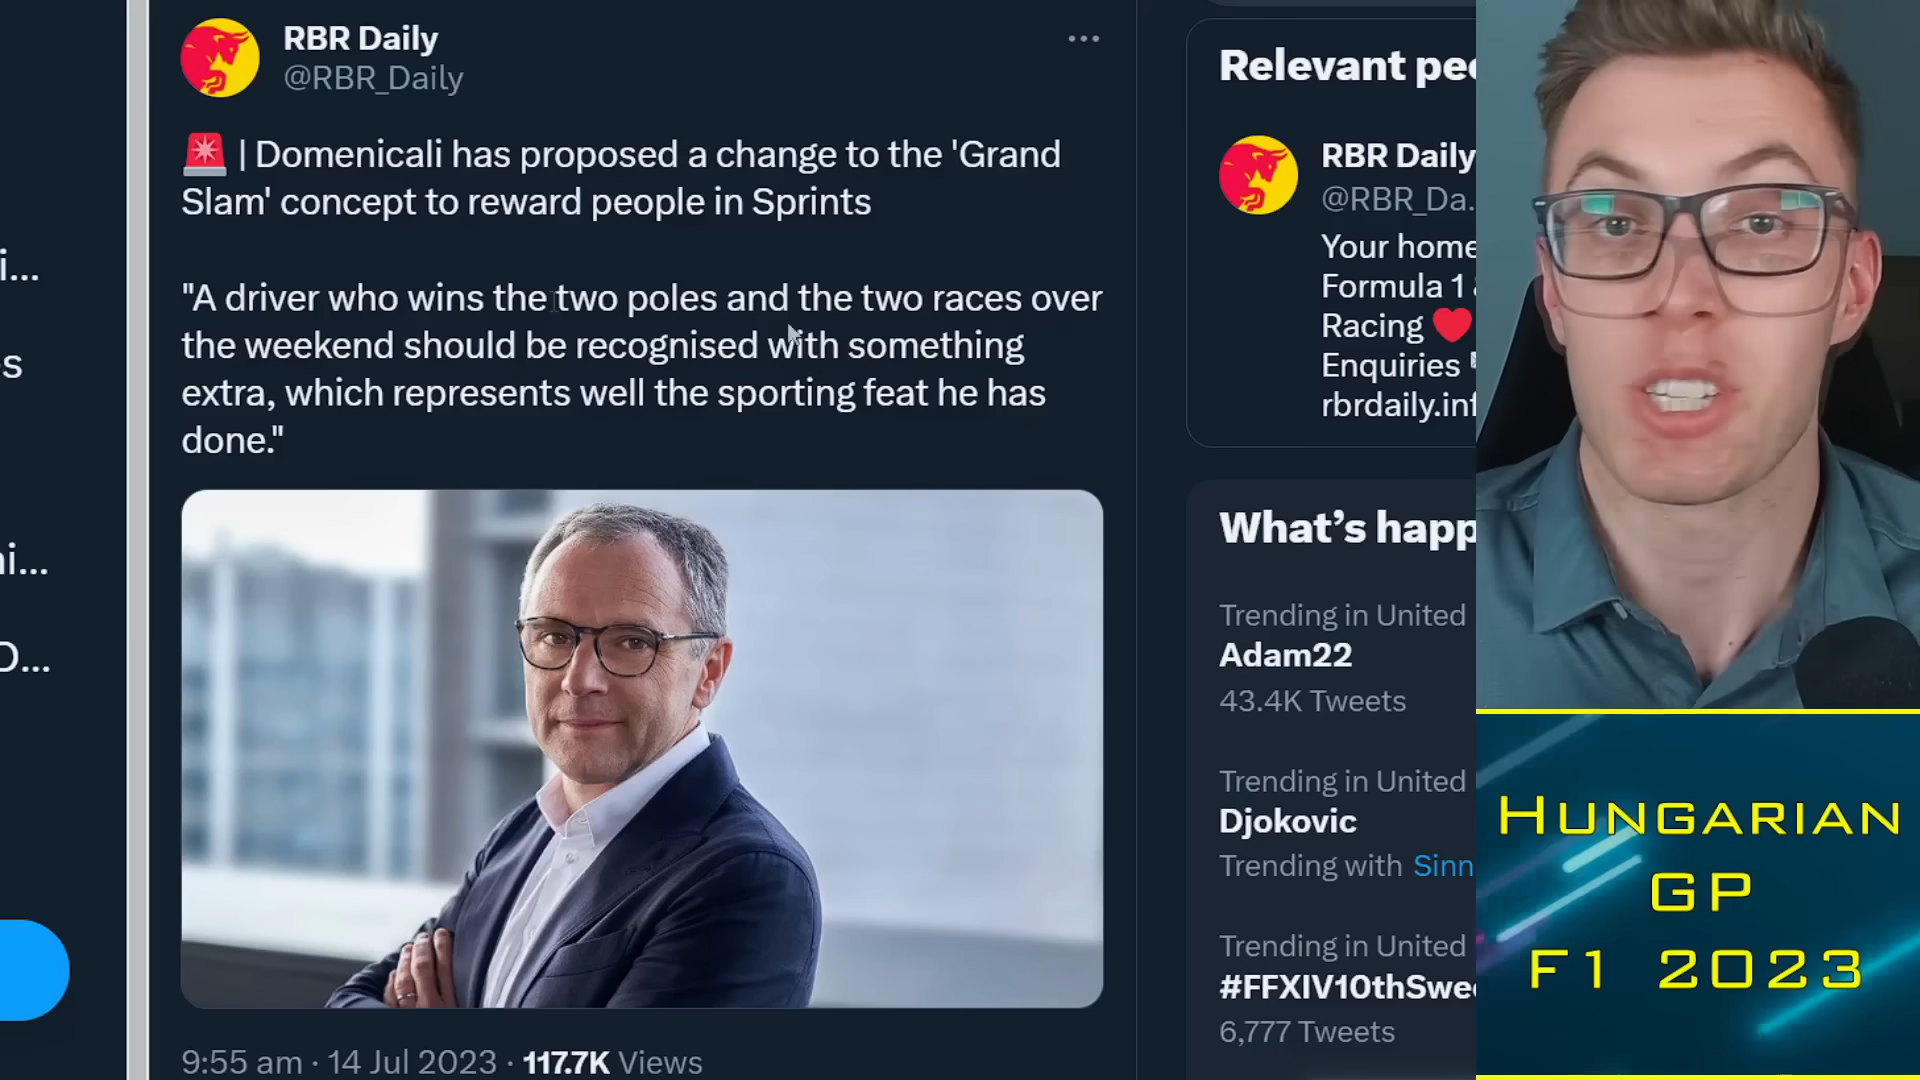 RBR Daily
@RBR_Daily
| Domenicali has proposed a change to the 'Grand
Slam' concept to reward people in Sprints
"A driver who wins the two poles and the two races over
the weekend should be recognised with something
extra, which represents well the sporting feat he has
done."
9:55 am · 14 Jul 2023 · 117.7K Views
Relevant
RBR Daily
@RBR_Da.
Your home
Formula 1
Racing
Enquiries
rbrdaily.inf
What's happ
Trending in United
Adam22
43.4K Tweets
Trending in United
Djokovic
Trending with Sinn
Trending in United
#FFXIV10thSwe
6,777 Tweets
HUNGARIAN
GP
F1 2023